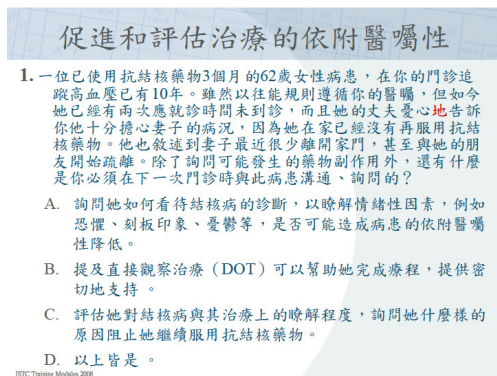 促進和評估治療的依附醫囑性
1. 一位已使用抗結核藥物3個月的62歲女性病患，在你的門診追
蹤高血壓已有10年。雖然以往能規則遵循你的醫囑，但如今
她已經有兩次應就診時間未到診，而且她的丈夫憂心地告訴
你他十分擔心妻子的病況，因為她在家已經沒有再服用抗結
核藥物。他也敘述到妻子最近很少離開家門，甚至與她的朋
友開始疏離。除了詢問可能發生的藥物副作用外，還有什麼
是你必須在下一次門診時與此病患溝通、詢問的？
A. 詢問她如何看待結核病的診斷，以瞭解情緒性因素，例如
恐懼、刻板印象、憂鬱等，是否可能造成病患的依附醫囑
性降低。
B. 提及直接觀察治療（DOT）可以幫助她完成療程，提供密
切地支持 。
C. 評估她對結核病與其治療上的瞭解程度，詢問她什麼樣的
原因阻止她繼續服用抗結核藥物。
D. 以上皆是 。
ISTC Training Modules 2008